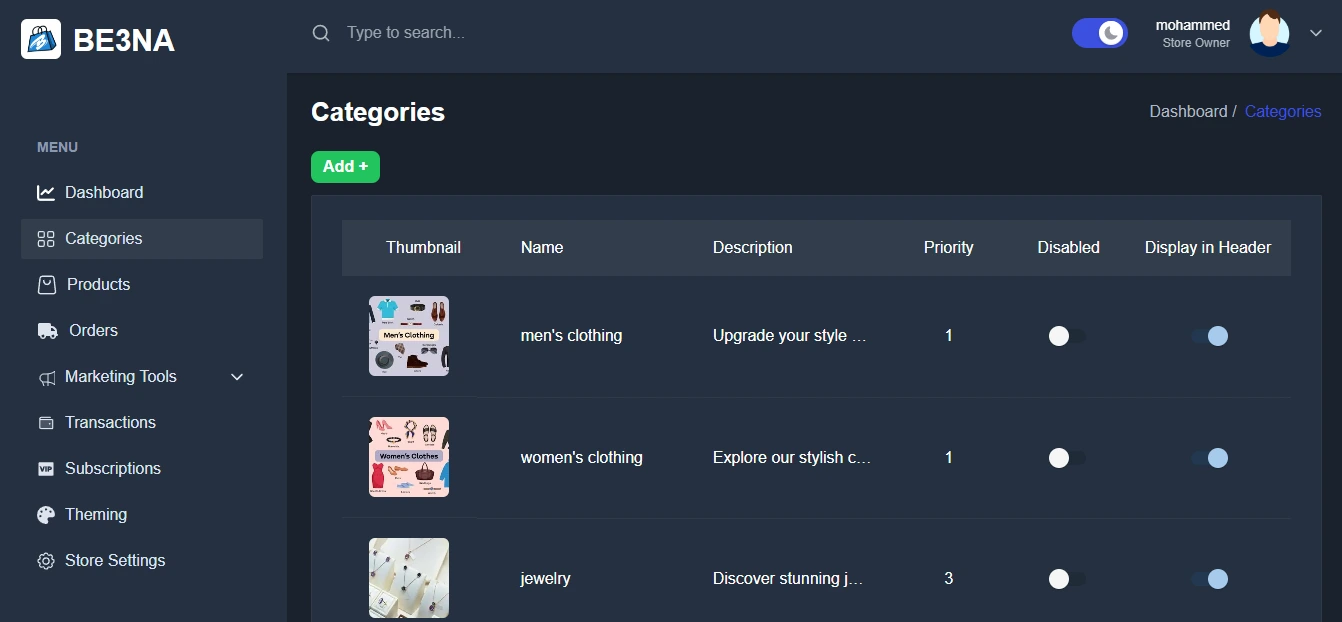 BE3NA
Type to search...
mohammed
Store Owner
MENU
Dashboard
Categories
Products
Orders
Marketing Tools
Transactions
VIP Subscriptions
Theming
Store Settings
Categories
Dashboard / Categories
Add +
Thumbnail Name Description Priority Disabled Display in Header
Men's Clothing
men's clothing Upgrade your style ... 1
Women's Clothes
women's clothing Explore our stylish c... 1
jewelry Discover stunning j... 3